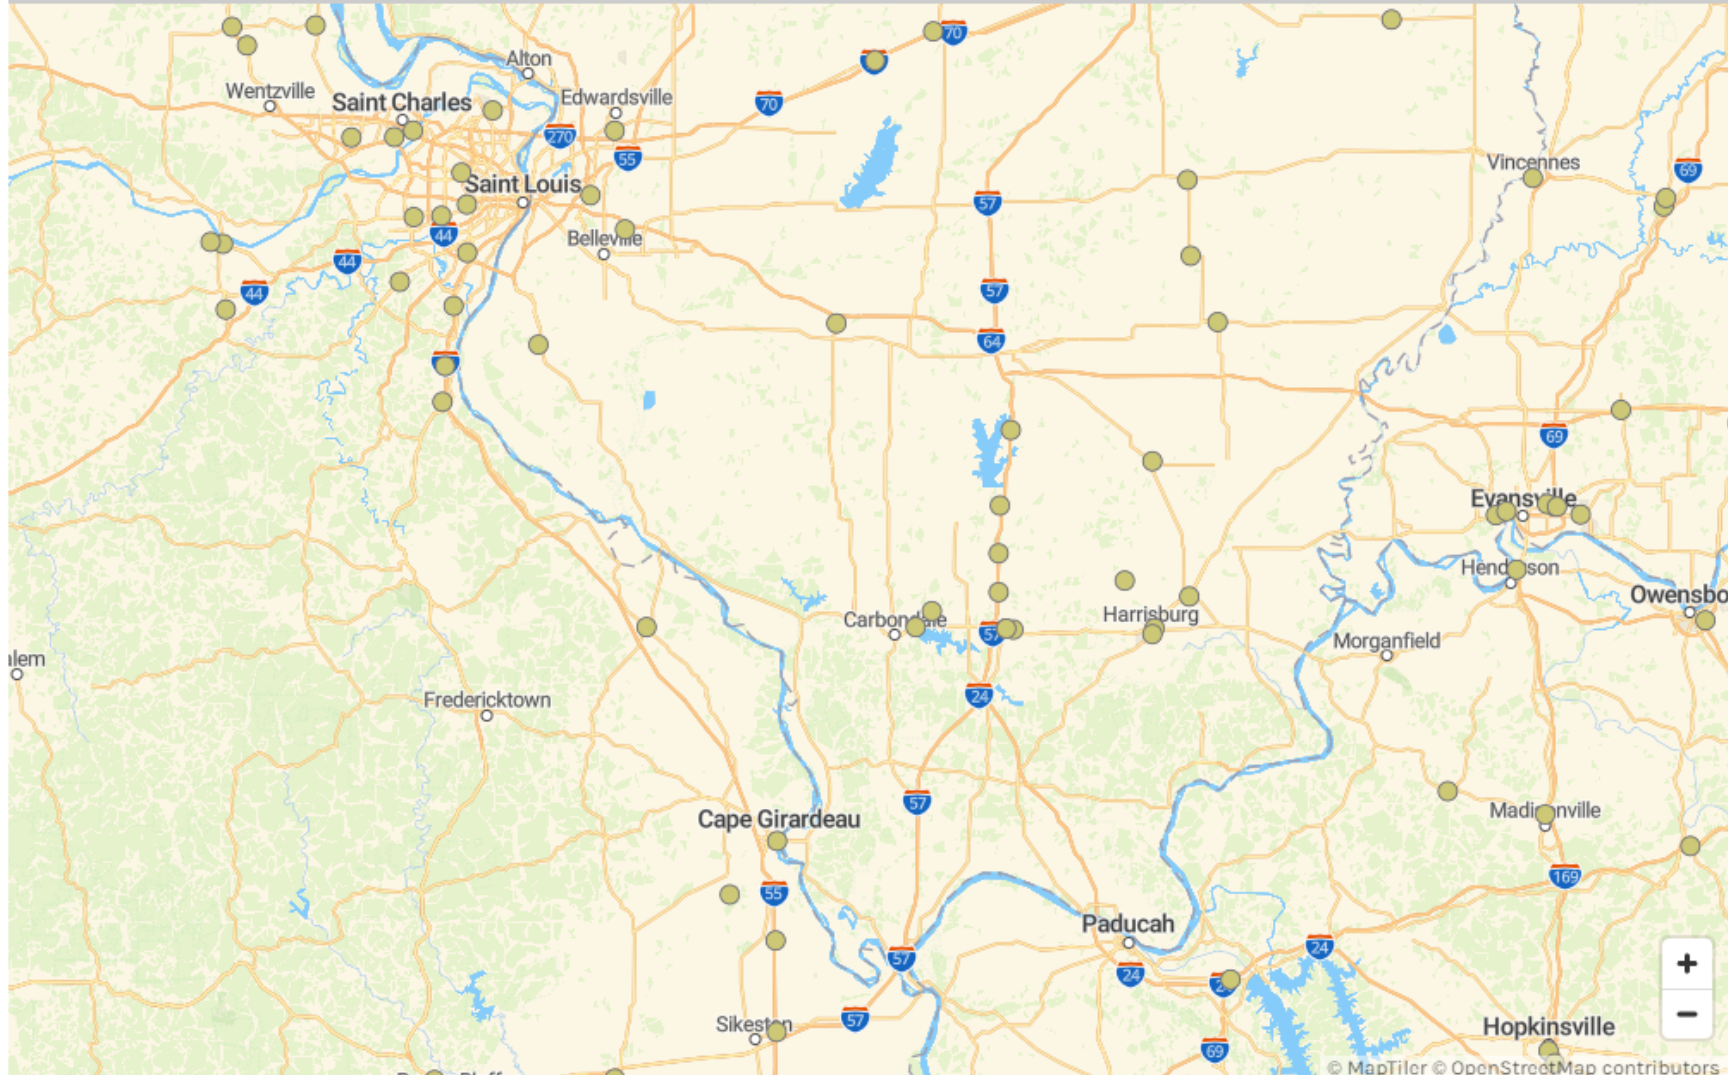 70
Alton
Wentzville
Saint Charles
Edwardsville
70
270
55
Vincennes
69
Saint Louis
57
44
Belleville
44
44
57
64
69
Evansville
Henderson
Owensbo
Carbondale
57
Harrisburg
Morganfield
alem
24
Fredericktown
57
Cape Girardeau
Madisonville
169
55
Paducah
24
57
24
Sikeston
57
Hopkinsville
69
© MapTiler © OpenStreetMap contributors